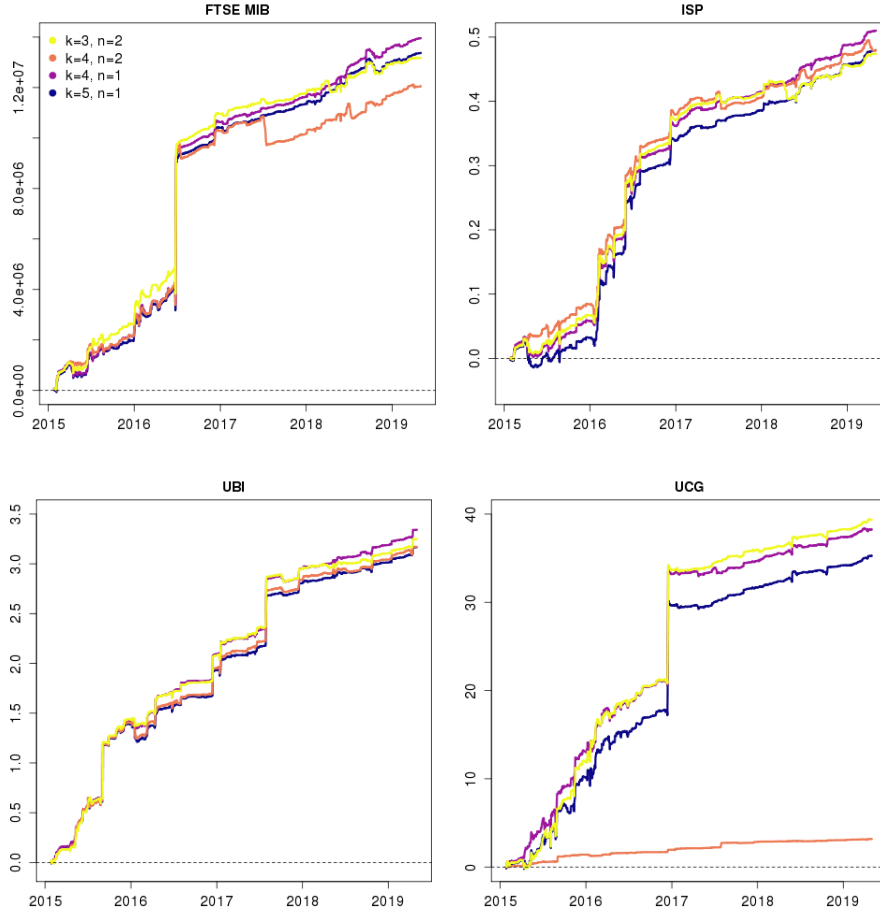 FTSE MIB
k=3, n=2
k=4, n=2
k=4, n=1
k=5, n=1
1.2e+07
8.0e+06
4.0e+06
0.0e+00
2015 2016 2017 2018 2019
ISP
0.5
0.4
0.3
0.2
0.1
0.0
2015 2016 2017 2018 2019
UBI
3.5
3.0
2.5
2.0
1.5
1.0
0.5
0.0
2015 2016 2017 2018 2019
UCG
40
30
20
10
0
2015 2016 2017 2018 2019